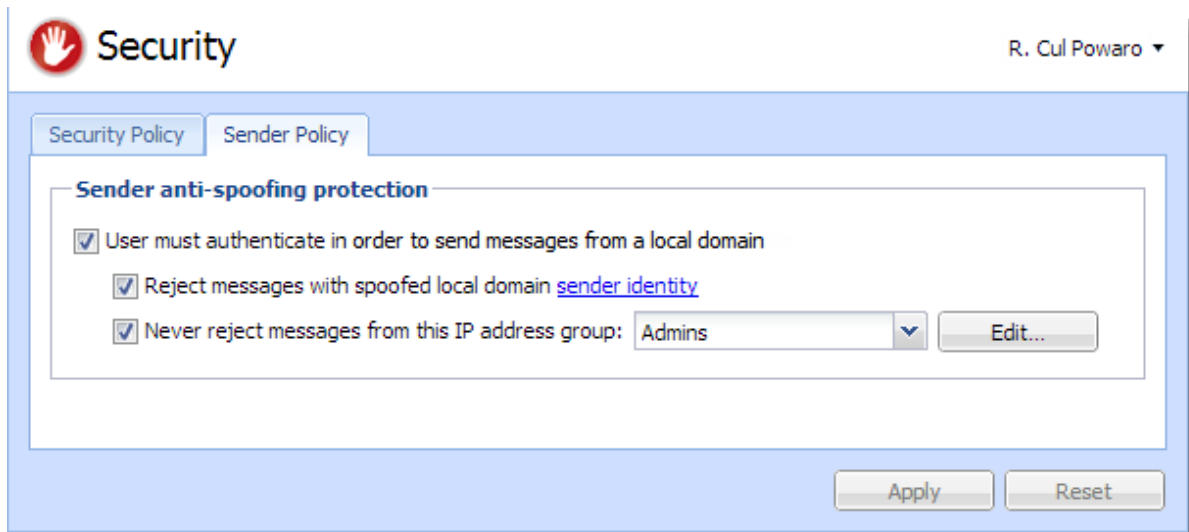 Security
R. Cul Powaro
Security Policy
Sender Policy
Sender anti-spoofing protection
User must authenticate in order to send messages from a local domain
Reject messages with spoofed local domain sender identity
Never reject messages from this IP address group: Admins Edit...
Apply Reset